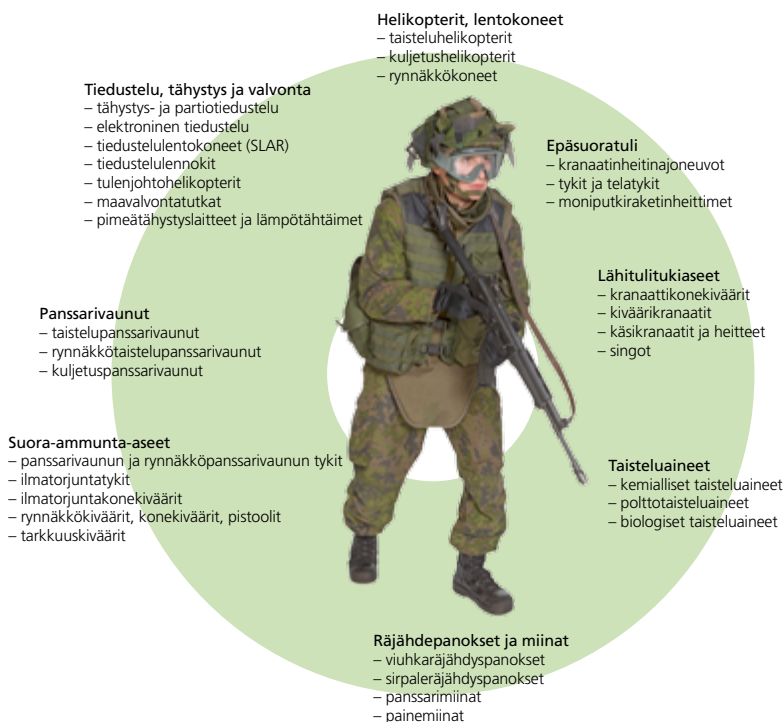 Helikopterit, lentokoneet
– taisteluhelikopterit
– kuljetushelikopterit
– rynnäkkökoneet
Tiedustelu, tähystys ja valvonta
– tähystys- ja partiotiedustelu
– elektroninen tiedustelu
– tiedustelulentokoneet (SLAR)
– tiedustelulennokit
– tulenjohtohelikopterit
– maavalvontatutkat
– pimeätähystyslaitteet ja lämpötähtäimet
Epäsuoratuli
– kranaatinheitinajoneuvot
– tykit ja telatykit
– moniputkiraketinheittimet
Lähitulitukiaseet
– kranaattikonekiväärit
– kiväärikranaatit
– käsikranaatit ja heitteet
– singot
Panssarivaunut
– taistelupanssarivaunut
– rynnäkkötaistelupanssarivaunut
– kuljetuspanssarivaunut
Suora-ammunta-aseet
– panssarivaunun ja rynnäkköpanssarivaunun tykit
– ilmatorjuntatykit
– ilmatorjuntakonekiväärit
– rynnäkkökiväärit, konekiväärit, pistoolit
– tarkkuuskiväärit
Taisteluaineet
– kemialliset taisteluaineet
– polttotaisteluaineet
– biologiset taisteluaineet
Räjähdepanokset ja miinat
– viuhkaräjähdyspanokset
– sirpaleräjähdyspanokset
– panssarimiinat
– painemiinat